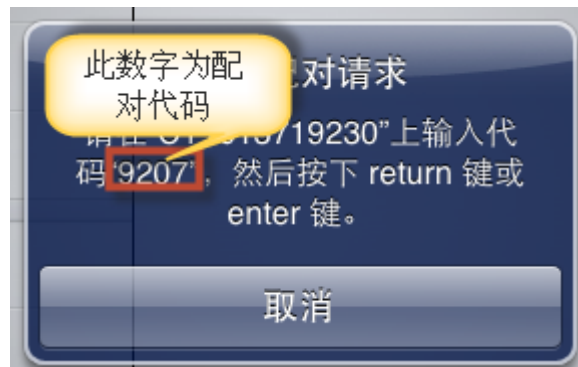 此数字为配
对代码
对请求
719230”上输入代
码“9207”，然后按下 return 键或
enter 键。
取消